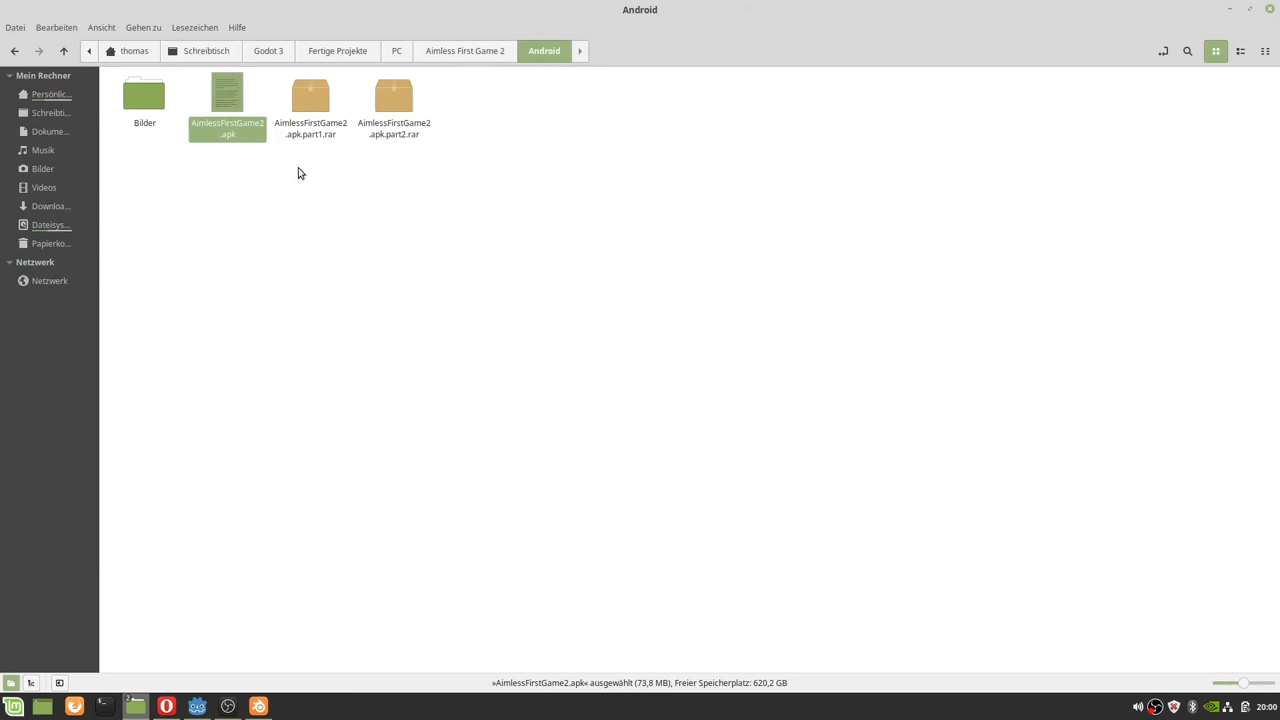 Android
Datei Bearbeiten Ansicht Gehen zu Lesezeichen Hilfe
thomas Schreibtisch Godot 3 Fertige Projekte PC Aimless First Game 2 Android
Mein Rechner
Persönlic...
Schreibti...
Dokume...
Musik
Bilder
Videos
Downloa...
Dateisys...
Papierko...
Netzwerk
Netzwerk
Bilder
AimlessFirstGame2
.apk
AimlessFirstGame2
.apk.part1.rar
AimlessFirstGame2
.apk.part2.rar
»AimlessFirstGame2.apk« ausgewählt (73,8 MB), Freier Speicherplatz: 620,2 GB
2
20:00